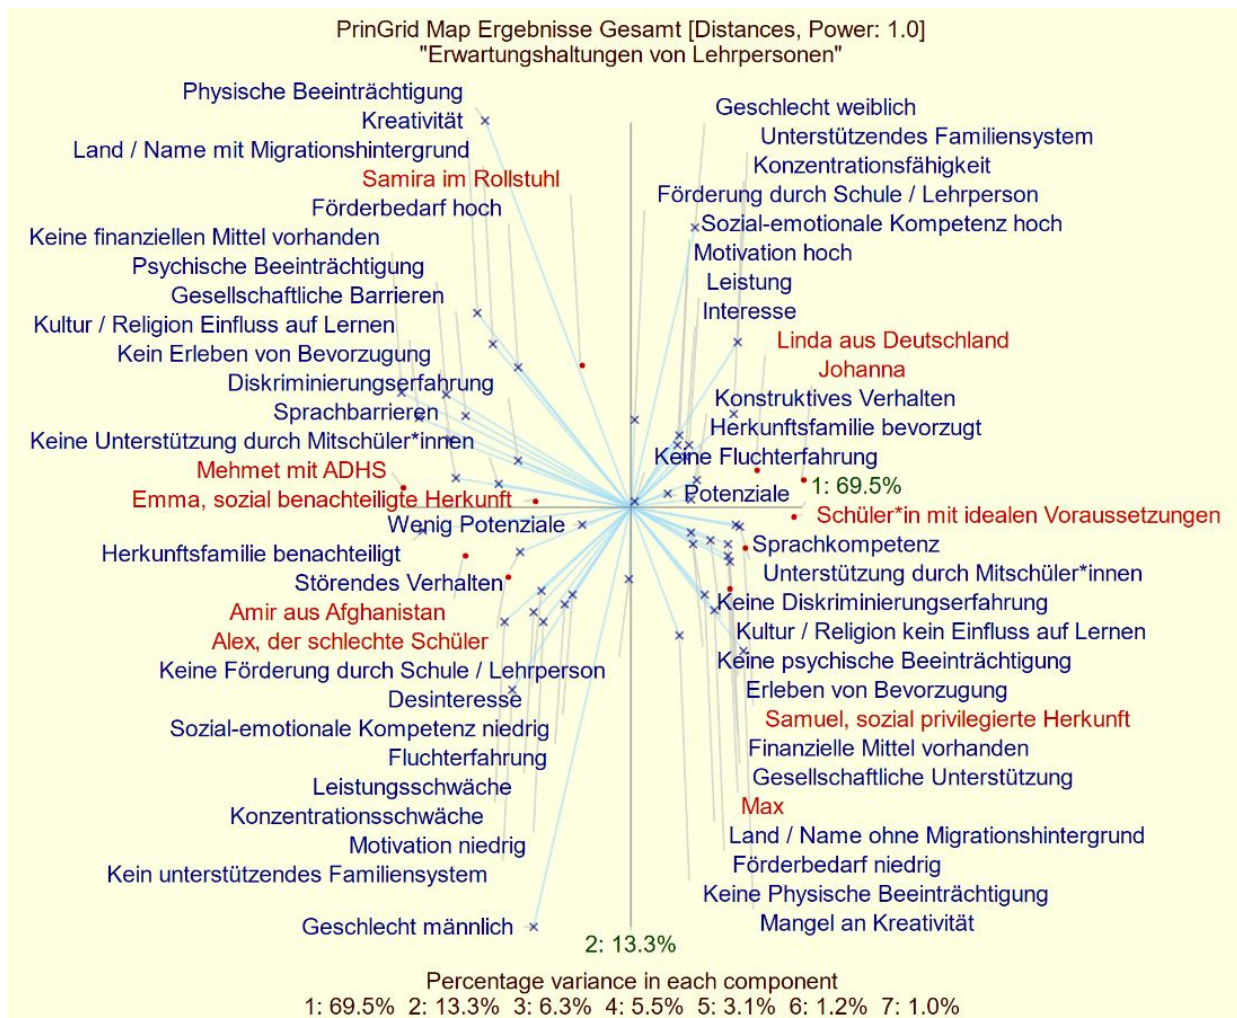 PrinGrid Map Ergebnisse Gesamt [Distances, Power: 1.0]
"Erwartungshaltungen von Lehrpersonen"
Physische Beeinträchtigung
Kreativität
Land / Name mit Migrationshintergrund
Samira im Rollstuhl
Förderbedarf hoch
Keine finanziellen Mittel vorhanden
Psychische Beeinträchtigung
Gesellschaftliche Barrieren
Kultur / Religion Einfluss auf Lernen
Kein Erleben von Bevorzugung
Diskriminierungserfahrung
Sprachbarrieren
Keine Unterstützung durch Mitschüler*innen
Mehmet mit ADHS
Emma, sozial benachteiligte Herkunft
Wenig Potenziale
Herkunftsfamilie benachteiligt
Störendes Verhalten
Amir aus Afghanistan
Alex, der schlechte Schüler
Keine Förderung durch Schule / Lehrperson
Desinteresse
Sozial-emotionale Kompetenz niedrig
Fluchterfahrung
Leistungsschwäche
Konzentrationsschwäche
Motivation niedrig
Kein unterstützendes Familiensystem
Geschlecht männlich
Geschlecht weiblich
Unterstützendes Familiensystem
Konzentrationsfähigkeit
Förderung durch Schule / Lehrperson
Sozial-emotionale Kompetenz hoch
Motivation hoch
Leistung
Interesse
Linda aus Deutschland
Johanna
Konstruktives Verhalten
Herkunftsfamilie bevorzugt
Keine Fluchterfahrung
Potenziale
1: 69.5%
Schüler*in mit idealen Voraussetzungen
Sprachkompetenz
Unterstützung durch Mitschüler*innen
Keine Diskriminierungserfahrung
Kultur / Religion kein Einfluss auf Lernen
Keine psychische Beeinträchtigung
Erleben von Bevorzugung
Samuel, sozial privilegierte Herkunft
Finanzielle Mittel vorhanden
Gesellschaftliche Unterstützung
Max
Land / Name ohne Migrationshintergrund
Förderbedarf niedrig
Keine Physische Beeinträchtigung
Mangel an Kreativität
2: 13.3%
Percentage variance in each component
1: 69.5% 2: 13.3% 3: 6.3% 4: 5.5% 5: 3.1% 6: 1.2% 7: 1.0%